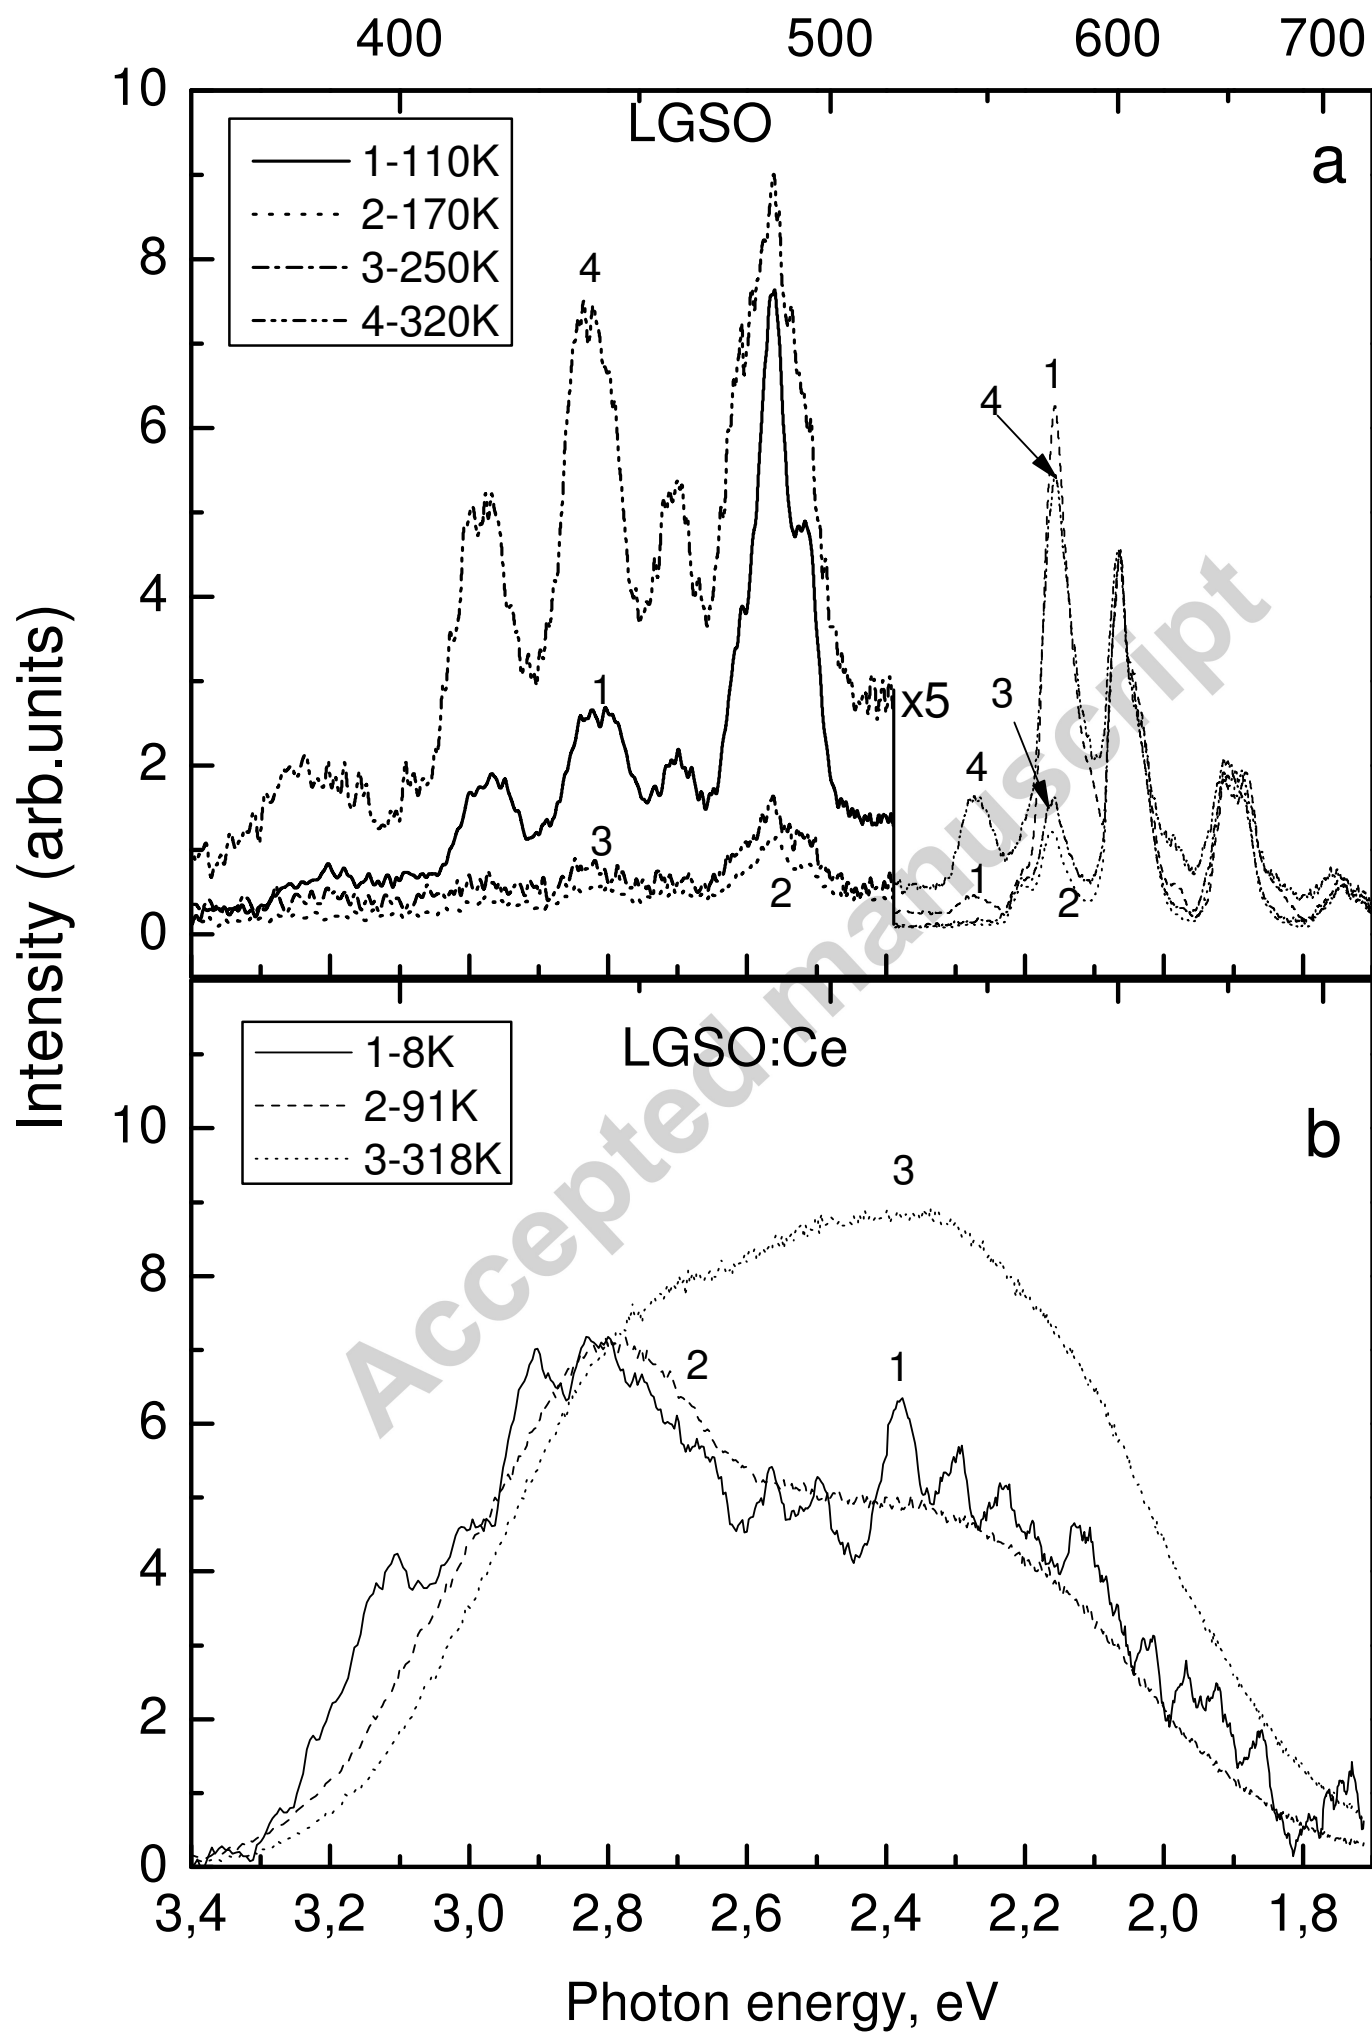 400 500 600 700
10
LGSO
a
1-110K
2-170K
3-250K
4-320K
8
4
6
1
4
4
1
x5
3
2
4
3
1
2
2
0
Intensity (arb.units)
LGSO:Ce
b
1-8K
2-91K
3-318K
10
3
8
2
1
6
4
2
0
3,4 3,2 3,0 2,8 2,6 2,4 2,2 2,0 1,8
Photon energy, eV
Accepted manuscript